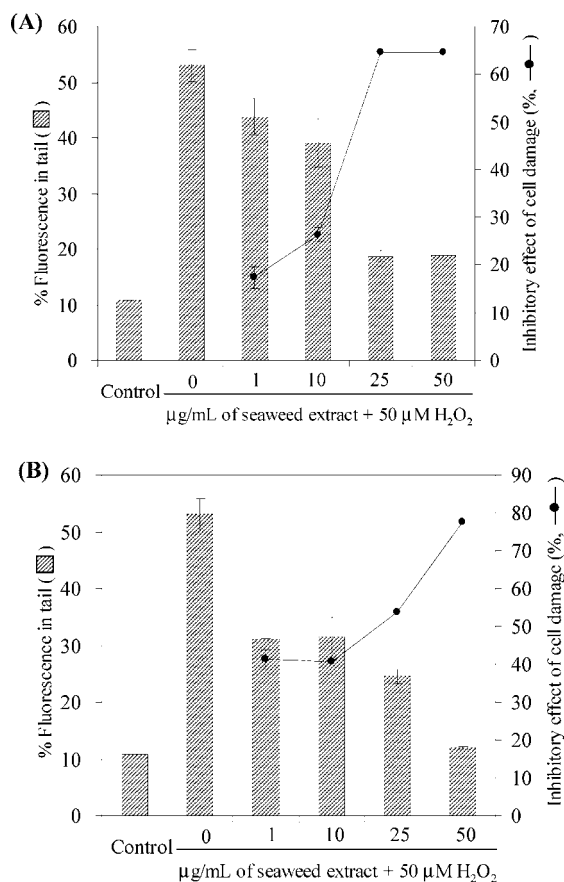 (A)
% Fluorescence in tail ( )
60
50
40
30
20
10
0
70
60
50
40
30
20
10
0
Inhibitory effect of cell damage (%, )
Control
0 1 10 25 50
μg/mL of seaweed extract + 50 μM H₂O₂
(B)
% Fluorescence in tail ( )
60
50
40
30
20
10
0
90
80
70
60
50
40
30
20
10
0
Inhibitory effect of cell damage (%, )
Control
0 1 10 25 50
μg/mL of seaweed extract + 50 μM H₂O₂